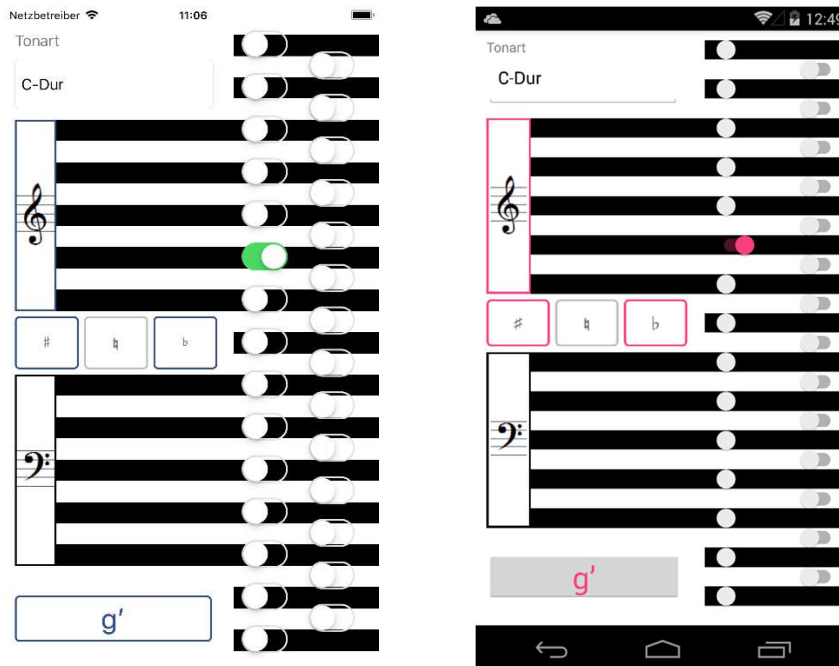 Netzbetreiber 11:06
Tonart
C-Dur
♯ ♮ ♭
g′
12:49
Tonart
C-Dur
♯ ♮ ♭
g′